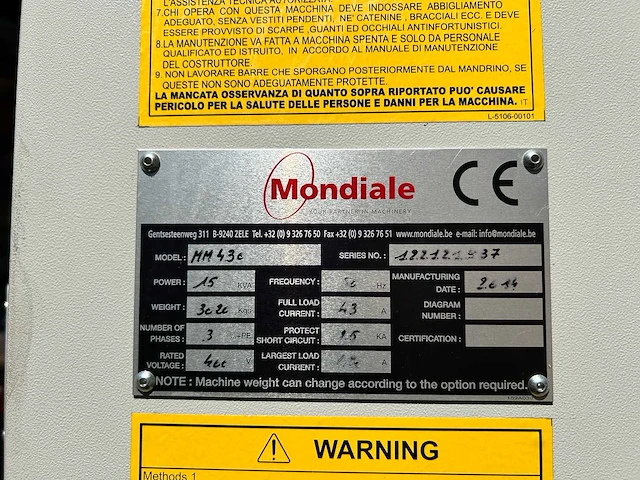 L'ASSISTENZA TECNICA AUTORIZZATA.
7.CHI OPERA CON QUESTA MACCHINA DEVE INDOSSARE ABBIGLIAMENTO
ADEGUATO, SENZA VESTITI PENDENTI, NE' CATENINE , BRACCIALI ECC. E DEVE
ESSERE PROVVISTO DI SCARPE ,GUANTI ED OCCHIALI ANTINFORTUNISTICI.
8.LA MANUTENZIONE VA FATTA A MACCHINA SPENTA E SOLO DA PERSONALE
QUALIFICATO ED ISTRUITO, IN ACCORDO AL MANUALE DI MANUTENZIONE
DEL COSTRUTTORE.
9. NON LAVORARE BARRE CHE SPORGANO POSTERIORMENTE DAL MANDRINO, SE
QUESTE NON SONO ADEGUATAMENTE PROTETTE.
LA MANCATA OSSERVANZA DI QUANTO SOPRA RIPORTATO PUO' CAUSARE
PERICOLO PER LA SALUTE DELLE PERSONE E DANNI PER LA MACCHINA. IT
L-5106-00101
Mondiale CE
YOUR PARTNER IN MACHINERY
Gentsesteenweg 311 B-9240 ZELE Tel. +32 (0) 9 326 76 50 Fax +32 (0) 9 326 76 51 www.mondiale.be e-mail: info@mondiale.be
MODEL: MM430 SERIES NO.:
POWER: 15 KVA FREQUENCY: 50 Hz MANUFACTURING DATE: 2014
WEIGHT: 3020 Kgs FULL LOAD CURRENT: 43 A DIAGRAM NUMBER:
NUMBER OF PHASES: 3 +PE PROTECT SHORT CIRCUIT: KA CERTIFICATION:
RATED VOLTAGE: 400 V LARGEST LOAD CURRENT: A
NOTE : Machine weight can change according to the option required.
WARNING
Methods 1